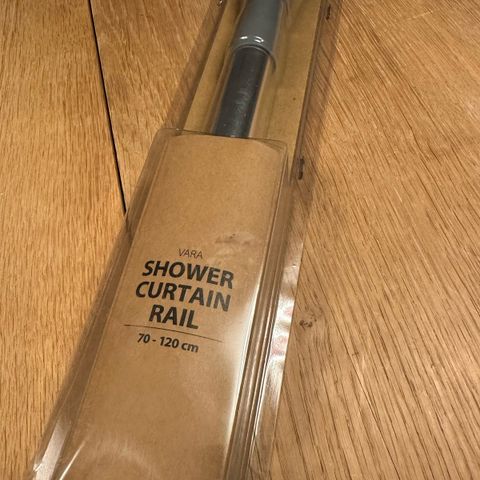 VARA
SHOWER
CURTAIN
RAIL
70 - 120 cm